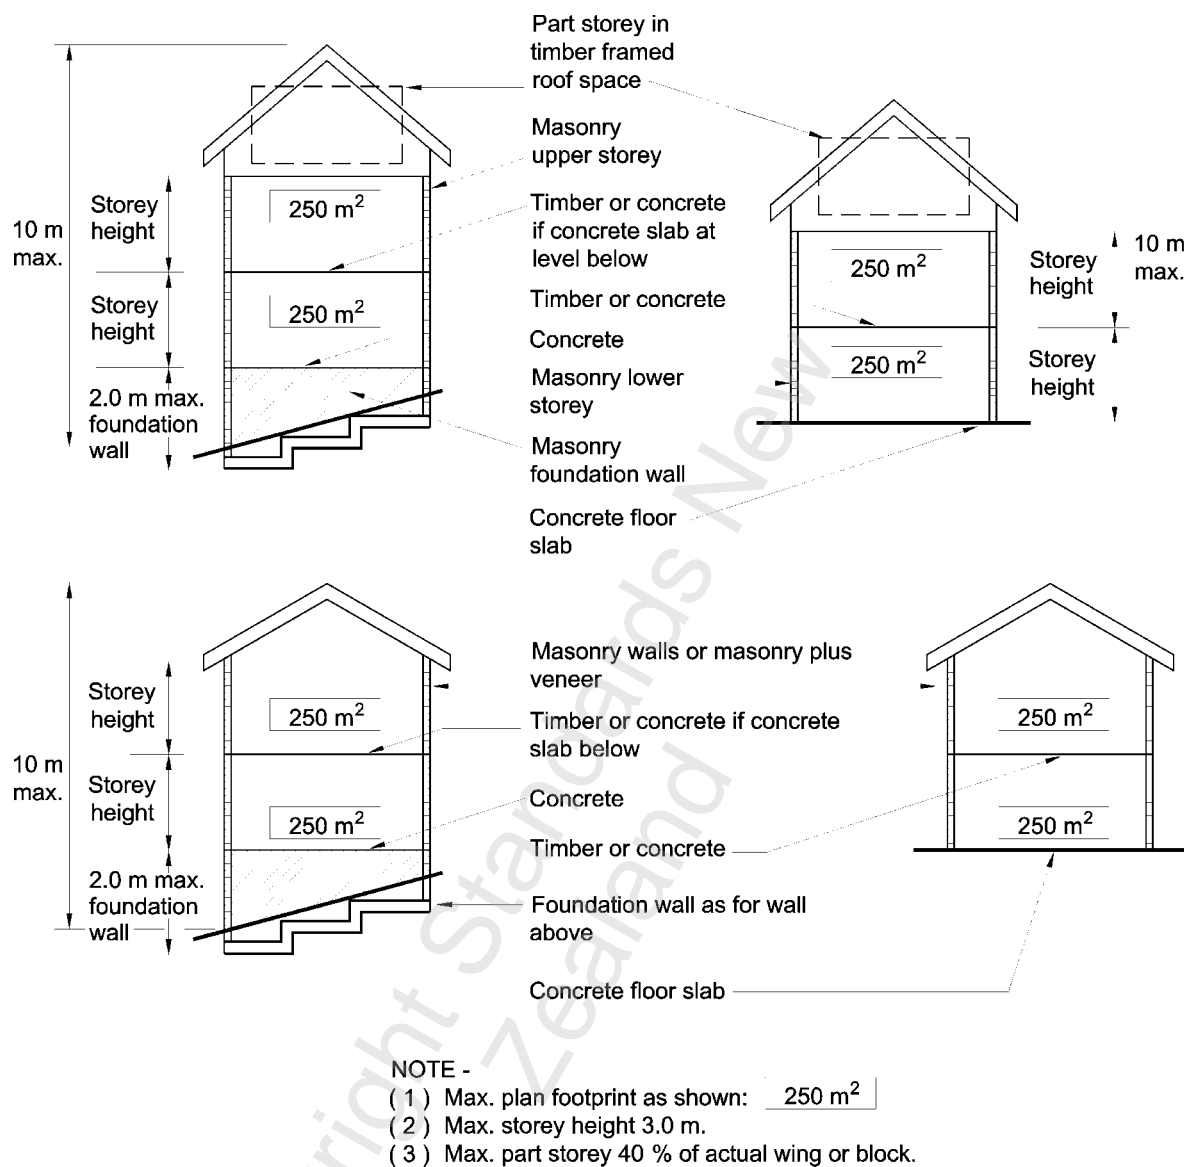 Part storey in
timber framed
roof space
Masonry
upper storey
Storey
height
250 m²
10 m
max.
Timber or concrete
if concrete slab at
level below
250 m²
Storey
height
10 m
max.
Storey
height
250 m²
Timber or concrete
Concrete
250 m²
Storey
height
2.0 m max.
foundation
wall
Masonry lower
storey
Masonry
foundation wall
Concrete floor
slab
Masonry walls or masonry plus
veneer
Storey
height
250 m²
Timber or concrete if concrete
slab below
250 m²
10 m
max.
Storey
height
250 m²
Concrete
250 m²
Timber or concrete
2.0 m max.
foundation
wall
Foundation wall as for wall
above
Concrete floor slab
NOTE -
( 1 ) Max. plan footprint as shown: 250 m²
( 2 ) Max. storey height 3.0 m.
( 3 ) Max. part storey 40 % of actual wing or block.
right Standards New
Zealand